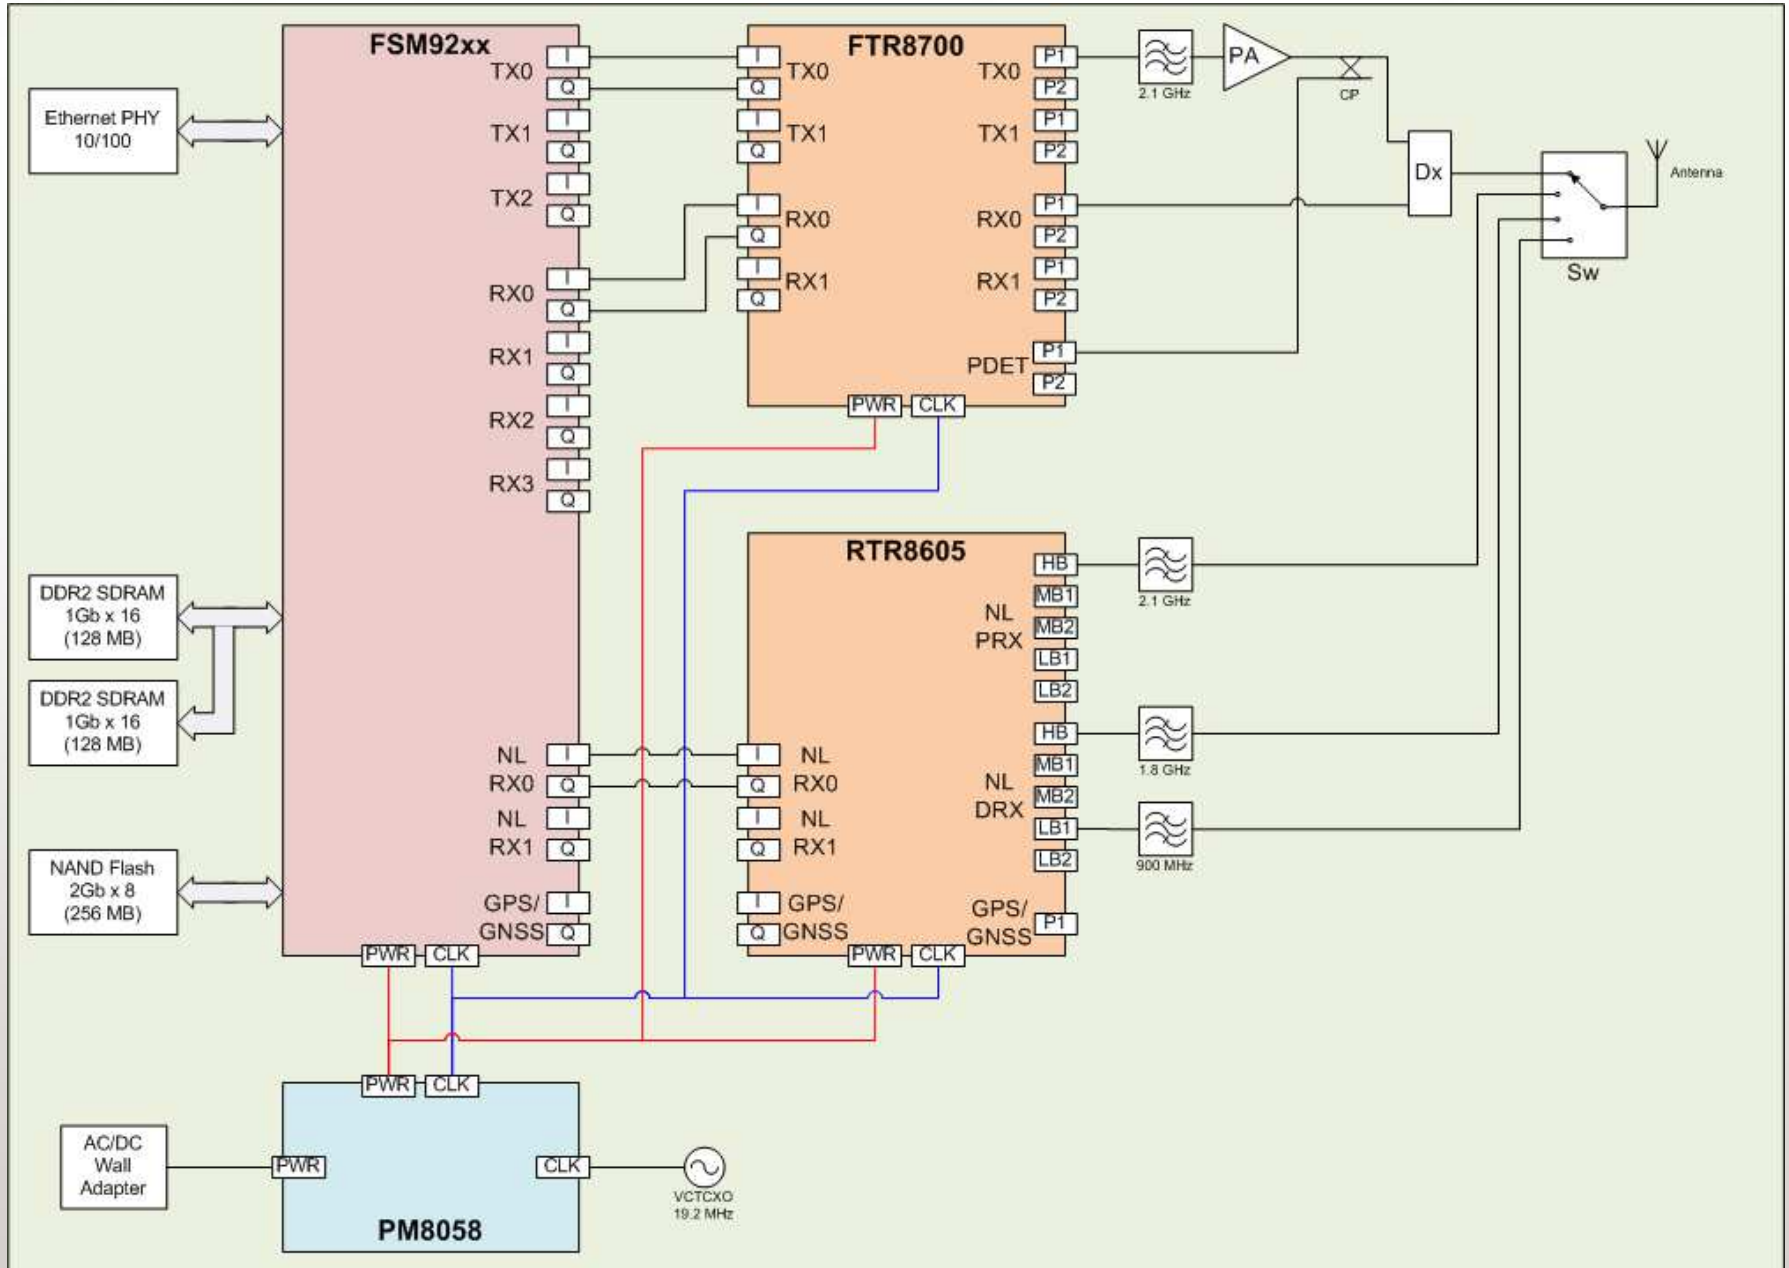 FSM92xx
TX0
I
Q
TX1
I
Q
TX2
I
Q
RX0
I
Q
RX1
I
Q
RX2
I
Q
RX3
I
Q
NL
RX0
I
Q
NL
RX1
I
Q
GPS/
GNSS
I
Q
PWR
CLK
Ethernet PHY
10/100
DDR2 SDRAM
1Gb x 16
(128 MB)
DDR2 SDRAM
1Gb x 16
(128 MB)
NAND Flash
2Gb x 8
(256 MB)
FTR8700
I
Q
TX0
I
Q
TX1
I
Q
RX0
I
Q
RX1
TX0
P1
P2
TX1
P1
P2
RX0
P1
P2
RX1
P1
P2
PDET
P1
P2
PWR
CLK
2.1 GHz
PA
CP
Dx
Sw
Antenna
RTR8605
I
Q
NL
RX0
I
Q
NL
RX1
I
Q
GPS/
GNSS
NL
PRX
HB
MB1
MB2
LB1
LB2
NL
DRX
HB
MB1
MB2
LB1
LB2
GPS/
GNSS
P1
PWR
CLK
2.1 GHz
1.8 GHz
900 MHz
PWR
CLK
AC/DC
Wall
Adapter
PWR
CLK
PM8058
VCTCXO
19.2 MHz